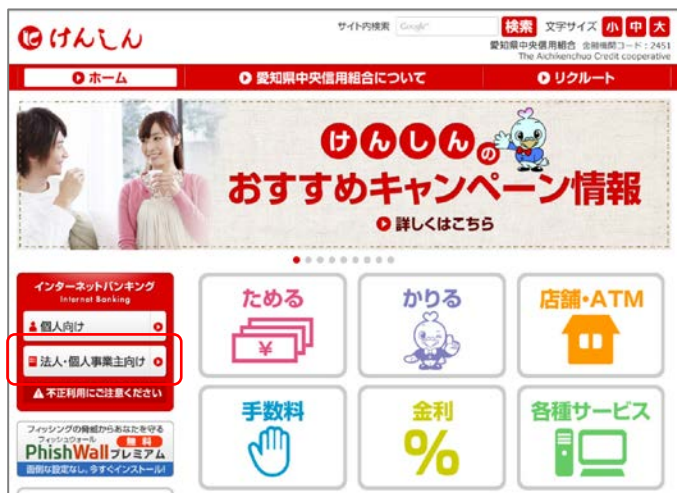 けんしん
サイト内検索 Google 検索 文字サイズ 小 中 大
愛知県中央信用組合 金融機関コード：2451
The Aichikenchuo Credit cooperative
ホーム 愛知県中央信用組合について リクルート
けんしんの
おすすめキャンペーン情報
詳しくはこちら
インターネットバンキング
Internet Banking
個人向け
法人・個人事業主向け
不正利用にご注意ください
ためる かりる 店舗・ATM
¥
手数料 金利 各種サービス
%
フィッシングの脅威からあなたを守る
フィッシュウォール 無料
PhishWall プレミアム
面倒な設定なし。今すぐインストール!